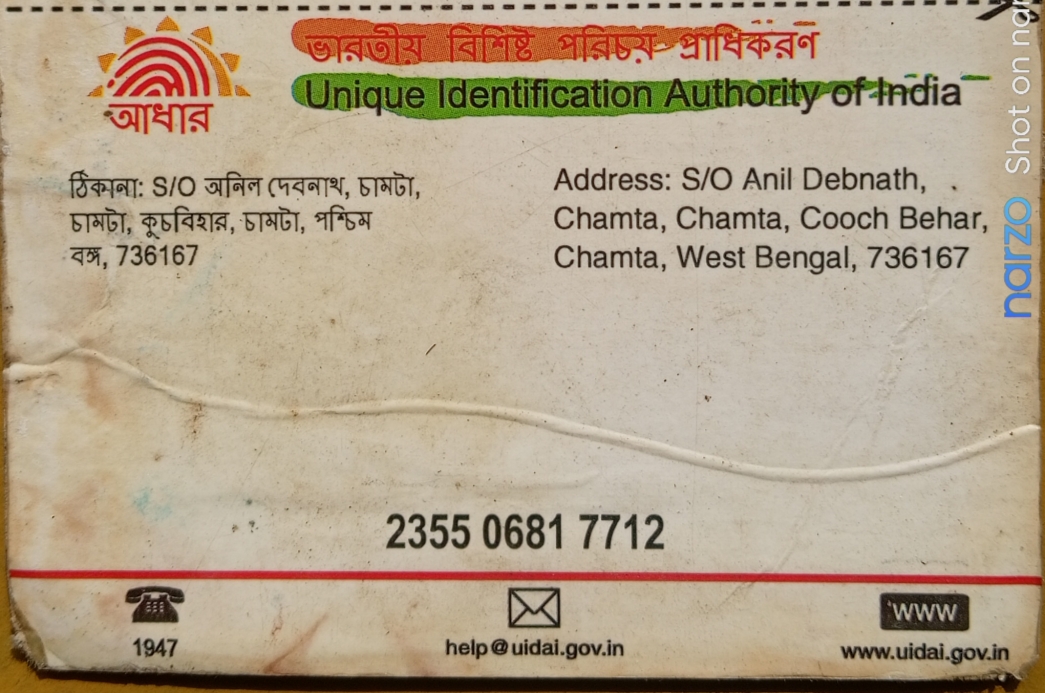 ভারতীয় বিশিষ্ট পরিচয় প্রাধিকরণ
Unique Identification Authority of India
আধার
ঠিকানা: S/O অনিল দেবনাথ, চামটা,
চামটা, কুচবিহার, চামটা, পশ্চিম
বঙ্গ, 736167
Address: S/O Anil Debnath,
Chamta, Chamta, Cooch Behar,
Chamta, West Bengal, 736167
2355 0681 7712
1947
help@uidai.gov.in
www
www.uidai.gov.in
narzo Shot on